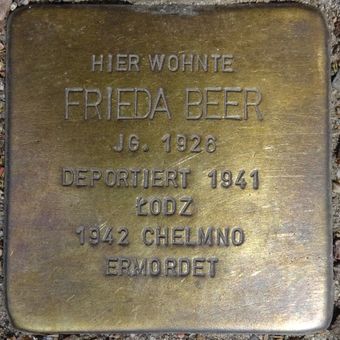 HIER WOHNTE
FRIEDA BEER
JG. 1926
DEPORTIERT 1941
ŁODZ
1942 CHELMNO
ERMORDET